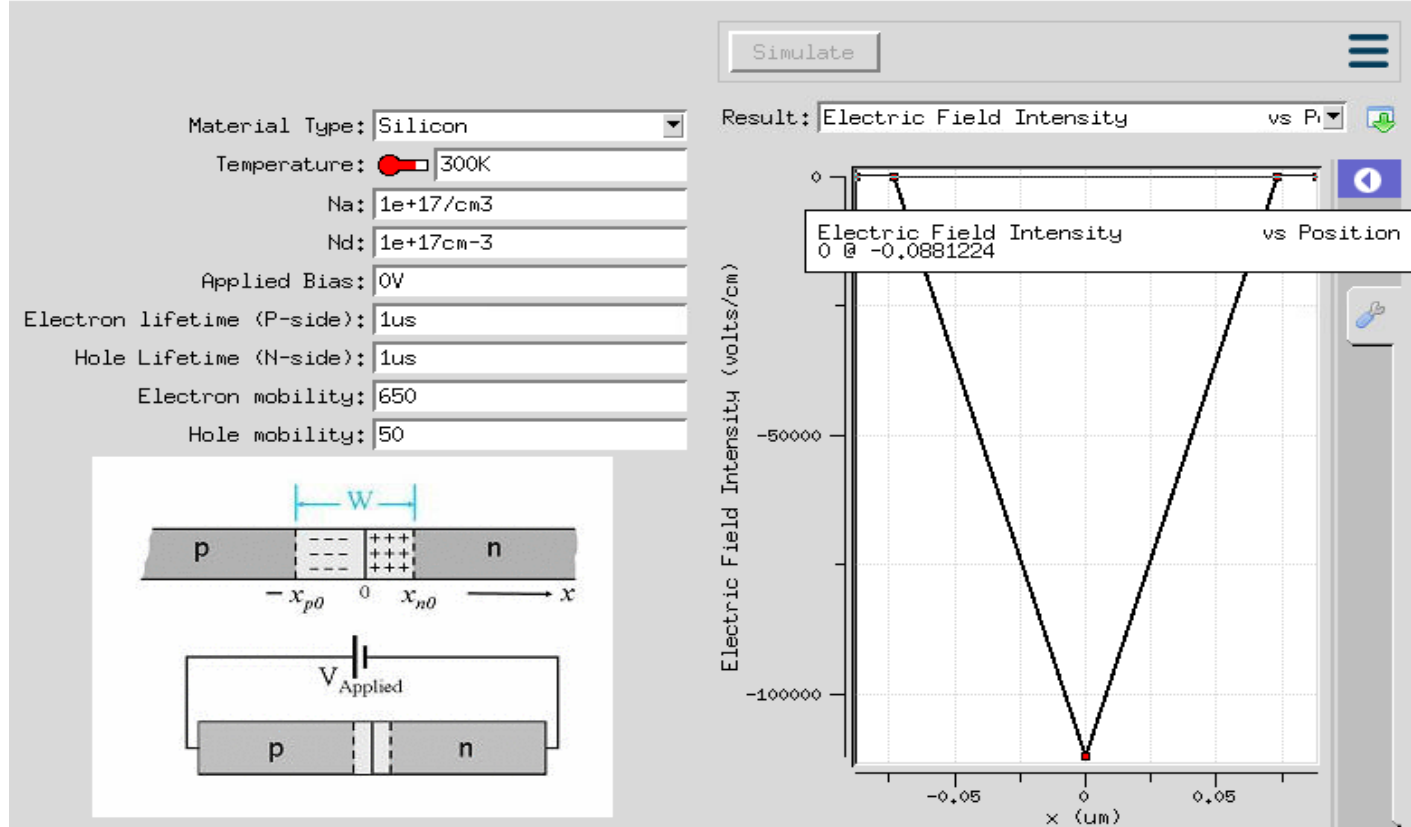 Simulate
Result: Electric Field Intensity vs P
Material Type: Silicon
Temperature: 300K
Na: 1e+17/cm3
Nd: 1e+17cm-3
Applied Bias: 0V
Electron lifetime (P-side): 1us
Hole Lifetime (N-side): 1us
Electron mobility: 650
Hole mobility: 50
W
p
--- +++
-- +++
--- +++
n
- xp0
0
xn0
x
VApplied
p
n
Electric Field Intensity vs Position
0 @ -0.0881224
Electric Field Intensity (volts/cm)
0
-50000
-100000
-0.05
0
0.05
x (um)